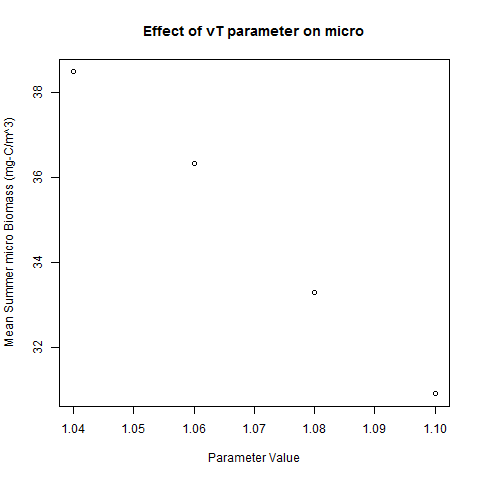 Effect of vT parameter on micro
Mean Summer micro Biomass (mg-C/m^3)
38
36
34
32
1.04 1.05 1.06 1.07 1.08 1.09 1.10
Parameter Value